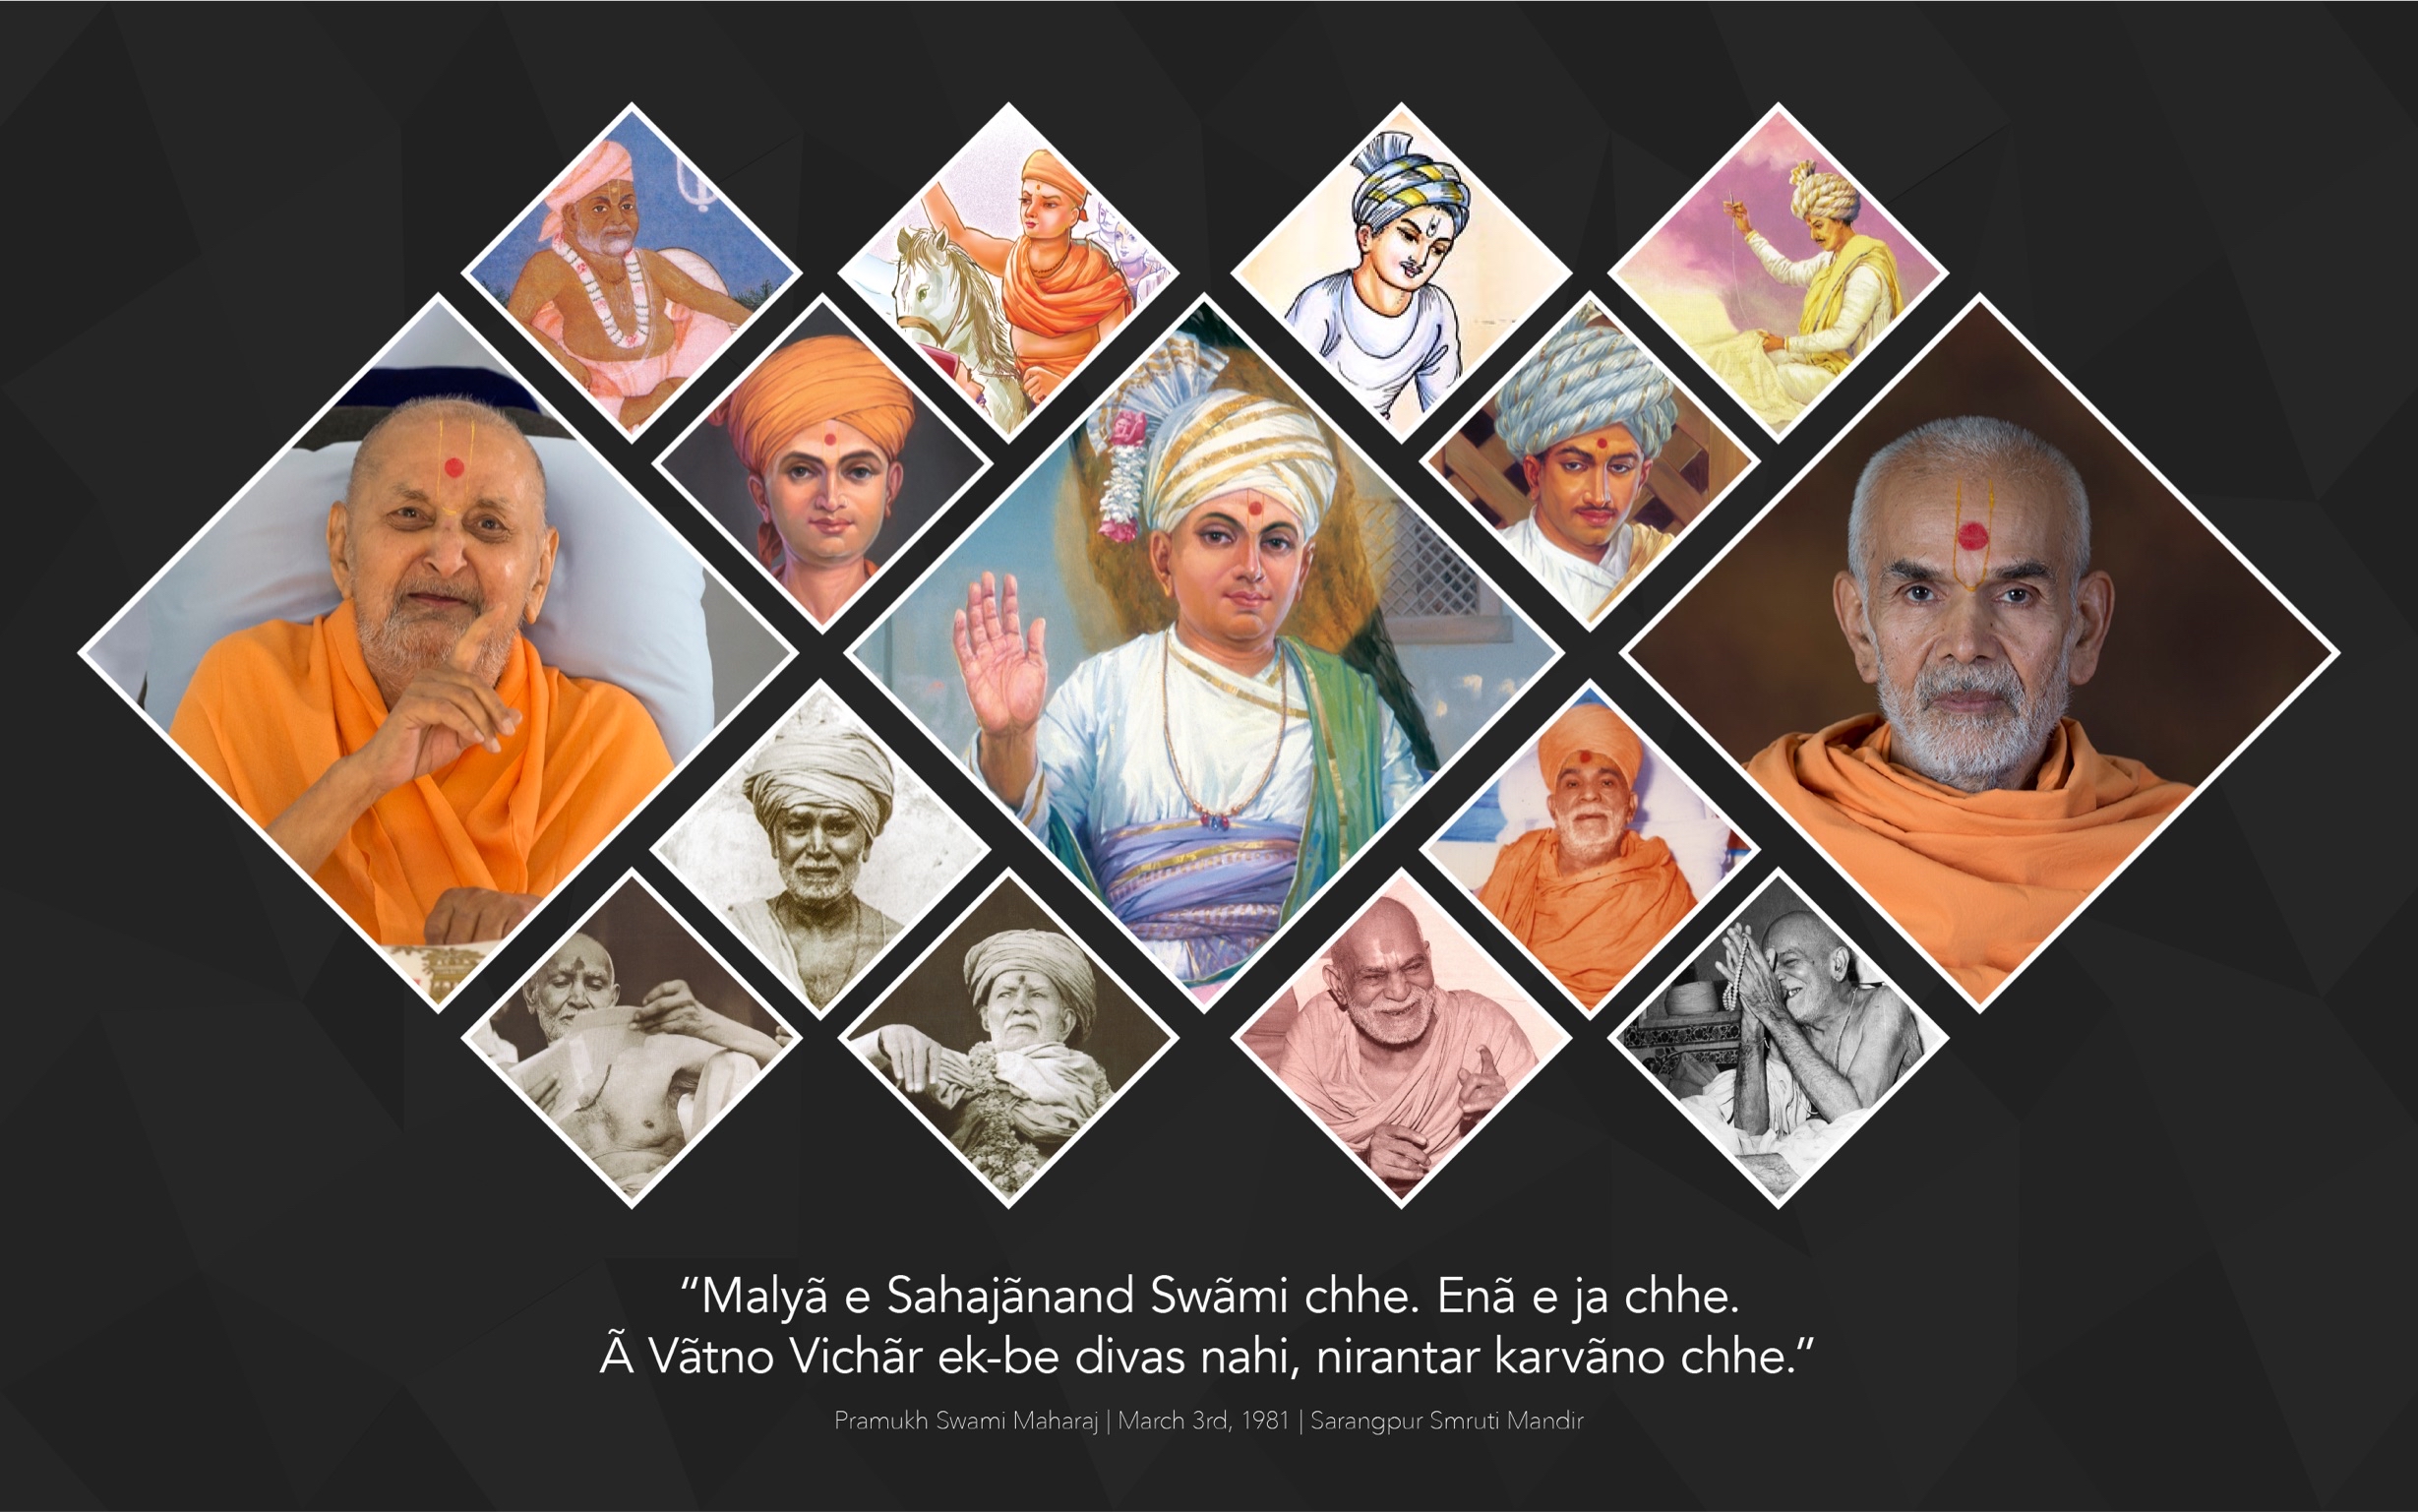 “Malyã e Sahajãnand Swãmi chhe. Enã e ja chhe.
Ã Vãtno Vichãr ek-be divas nahi, nirantar karvãno chhe.”
Pramukh Swami Maharaj | March 3rd, 1981 | Sarangpur Smruti Mandir